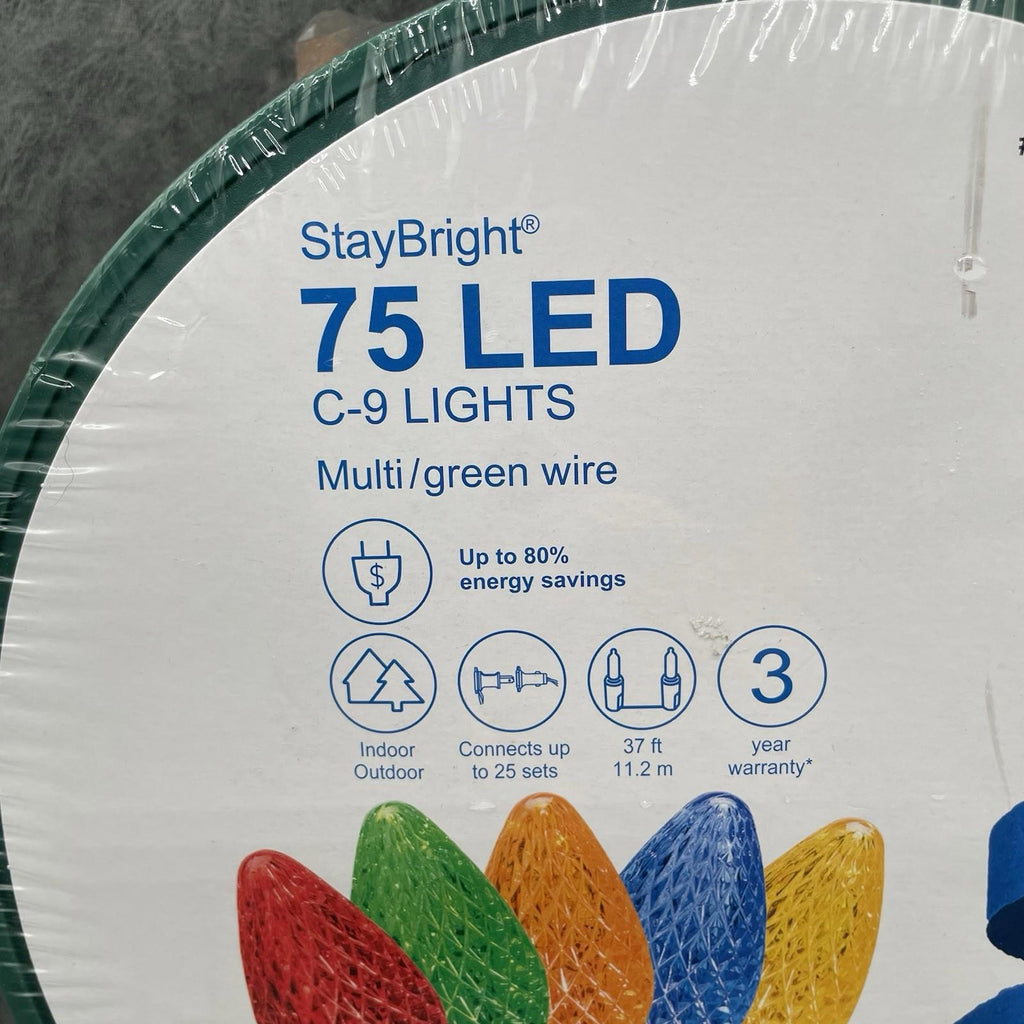 StayBright®
75 LED
C-9 LIGHTS
Multi/green wire
$
Up to 80%
energy savings
3
Indoor
Outdoor
Connects up
to 25 sets
37 ft
11.2 m
year
warranty*